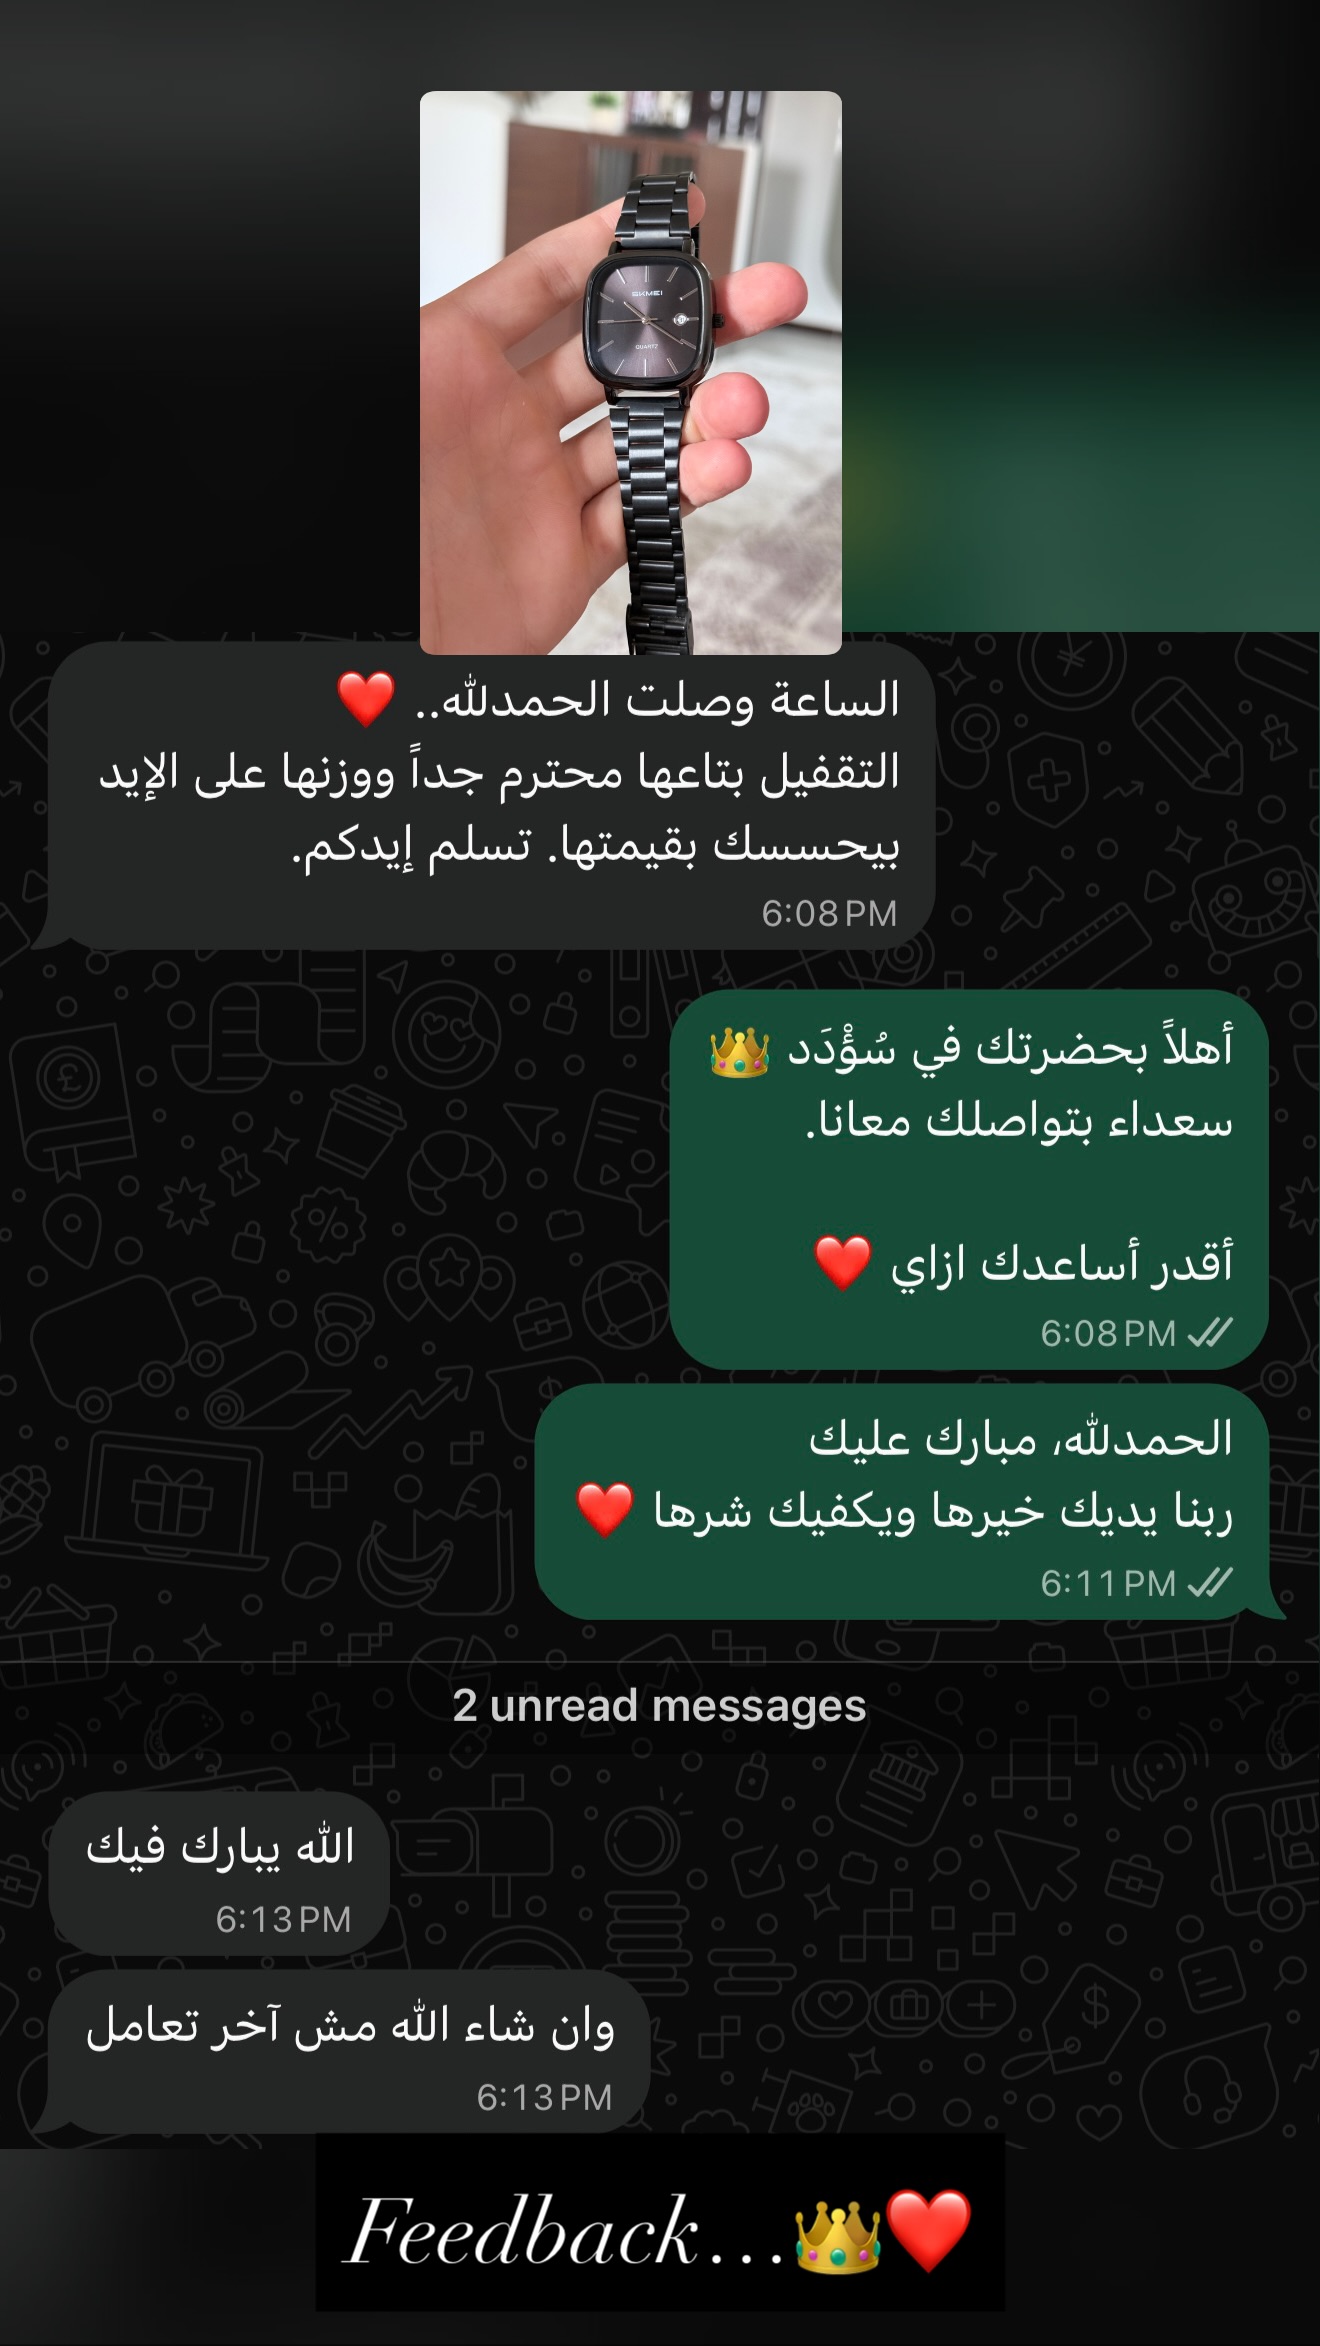 SKMEI
QUARTZ
الساعة وصلت الحمدلله.. ❤️
التقفيل بتاعها محترم جداً ووزنها على الإيد
بيحسسك بقيمتها. تسلم إيدكم.
6:08 PM
أهلاً بحضرتك في سُؤْدَد 👑
سعداء بتواصلك معانا.
أقدر أساعدك ازاي ❤️
6:08 PM
الحمدلله، مبارك عليك
ربنا يديك خيرها ويكفيك شرها ❤️
6:11 PM
2 unread messages
الله يبارك فيك
6:13 PM
وان شاء الله مش آخر تعامل
6:13 PM
Feedback...👑❤️